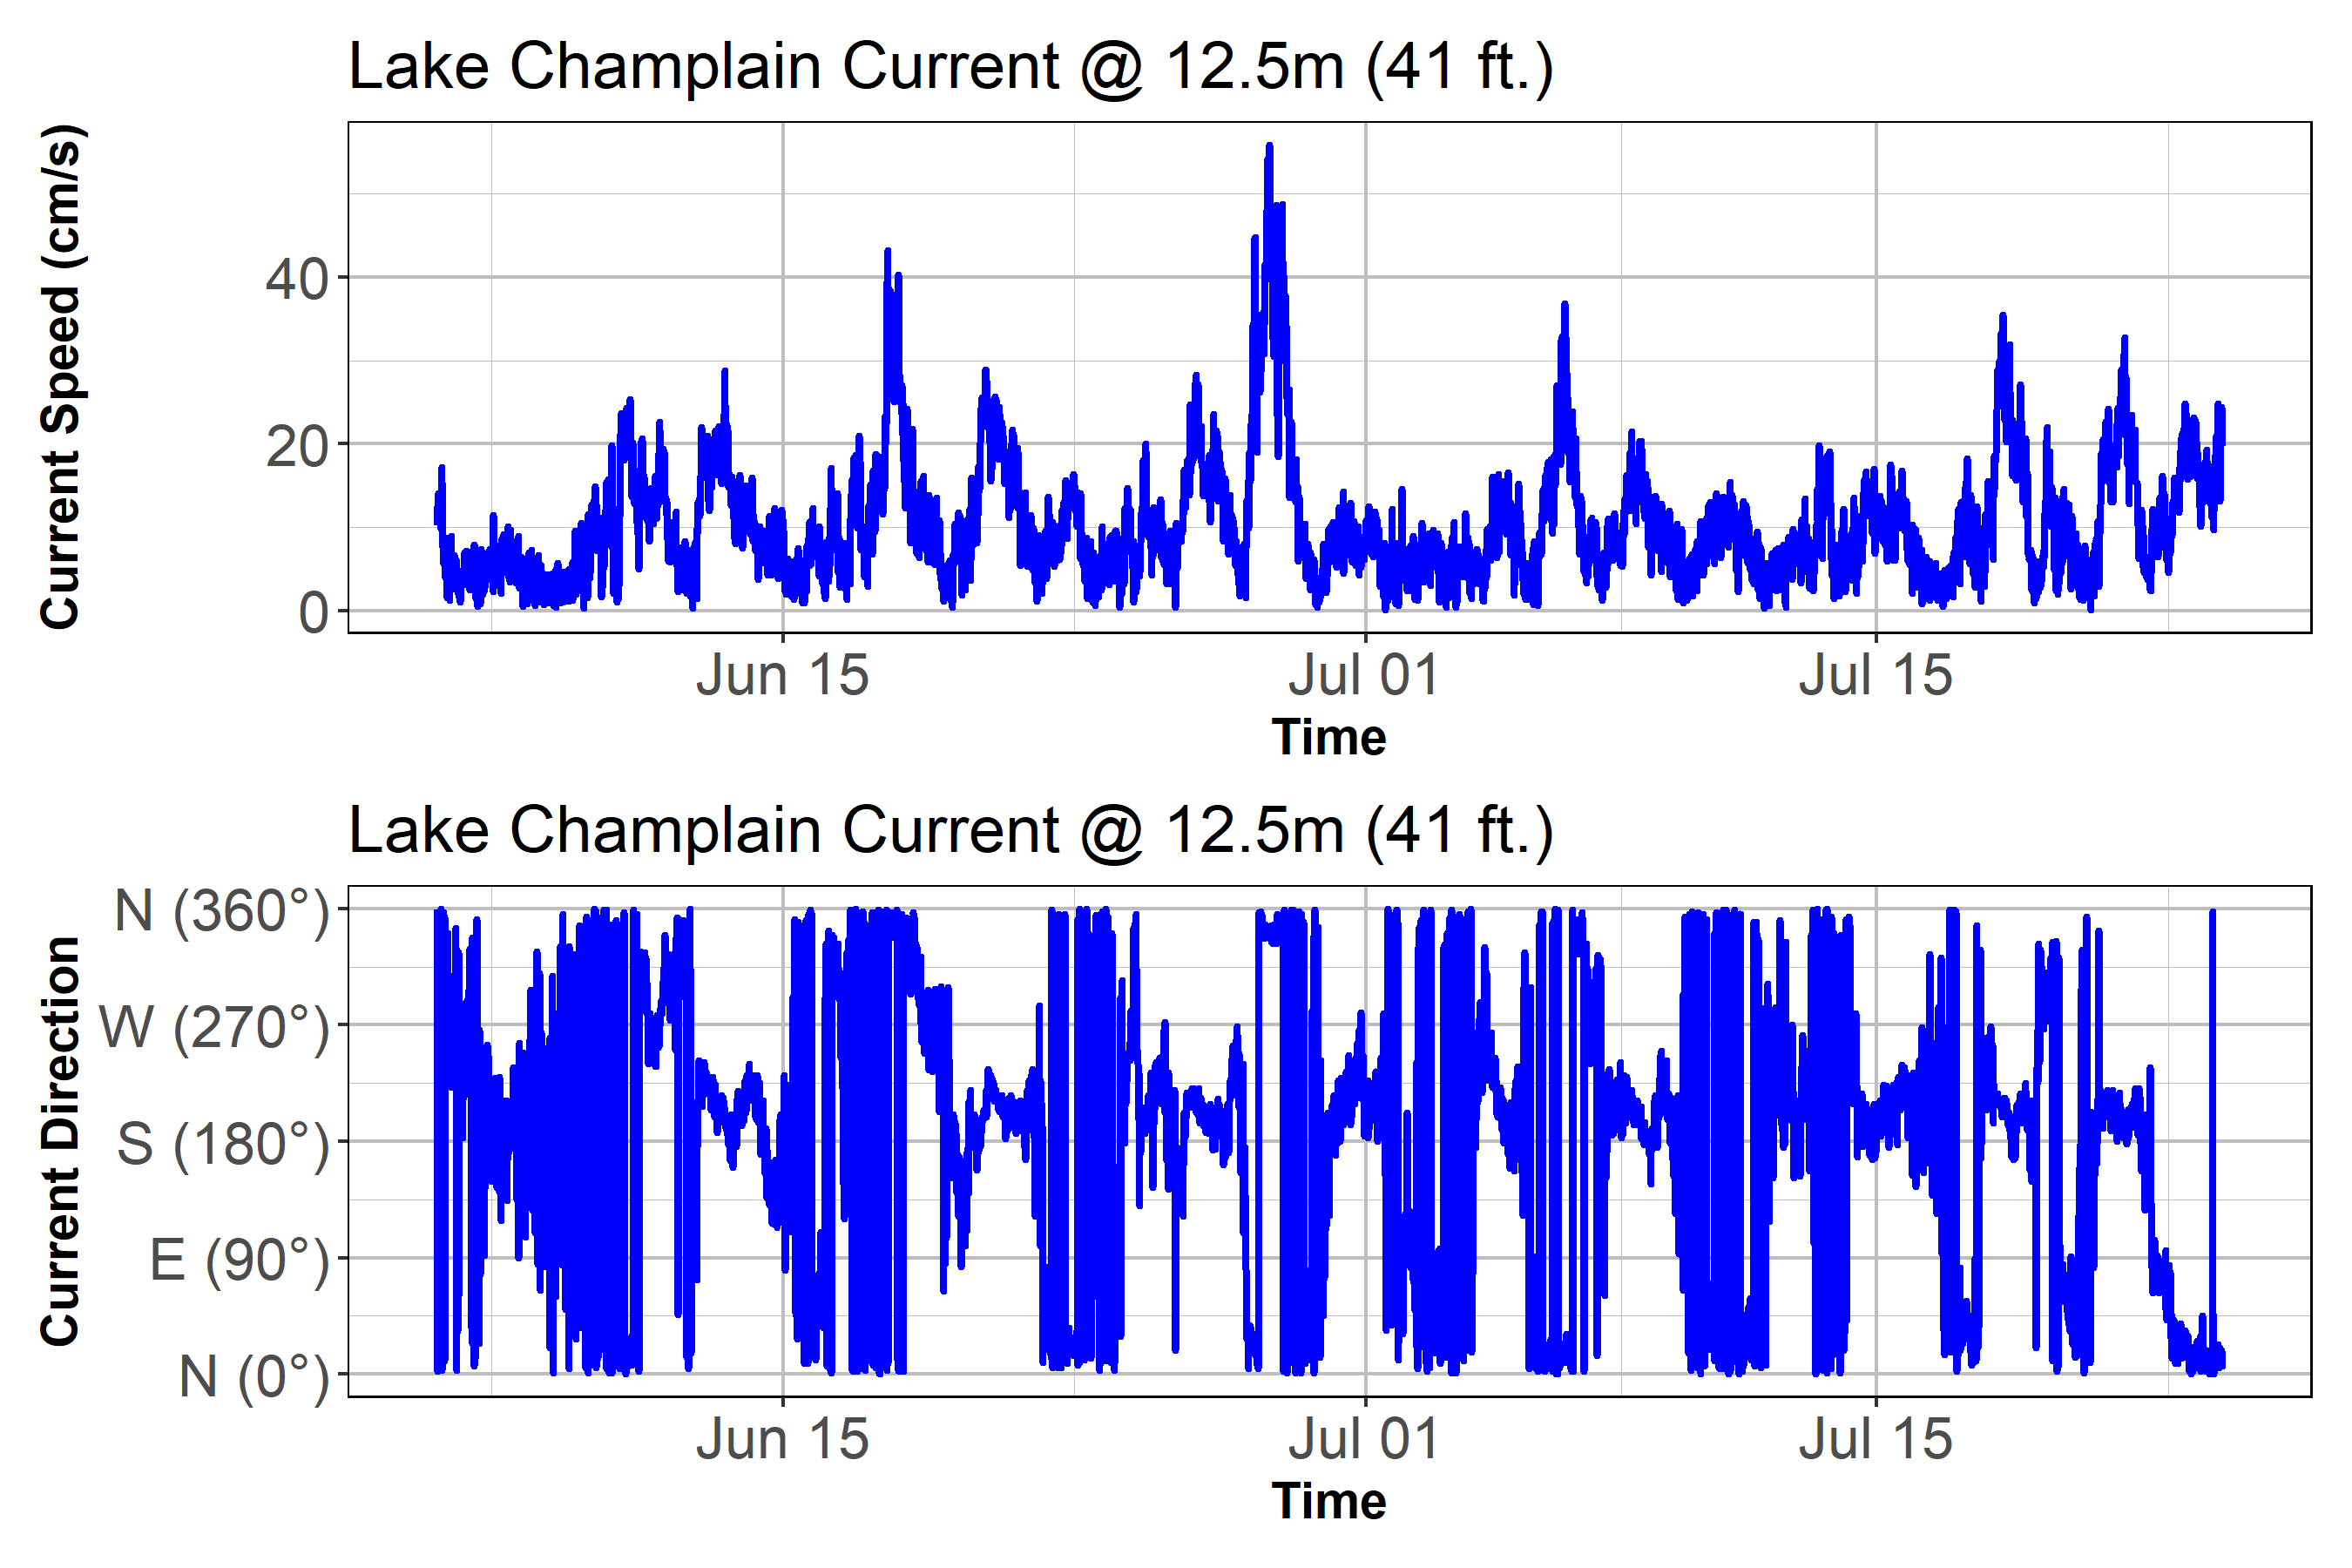 Lake Champlain Current @ 12.5m (41 ft.)
Current Speed (cm/s)
40
20
0
Jun 15 Jul 01 Jul 15
Time
Lake Champlain Current @ 12.5m (41 ft.)
Current Direction
N (360°)
W (270°)
S (180°)
E (90°)
N (0°)
Jun 15 Jul 01 Jul 15
Time